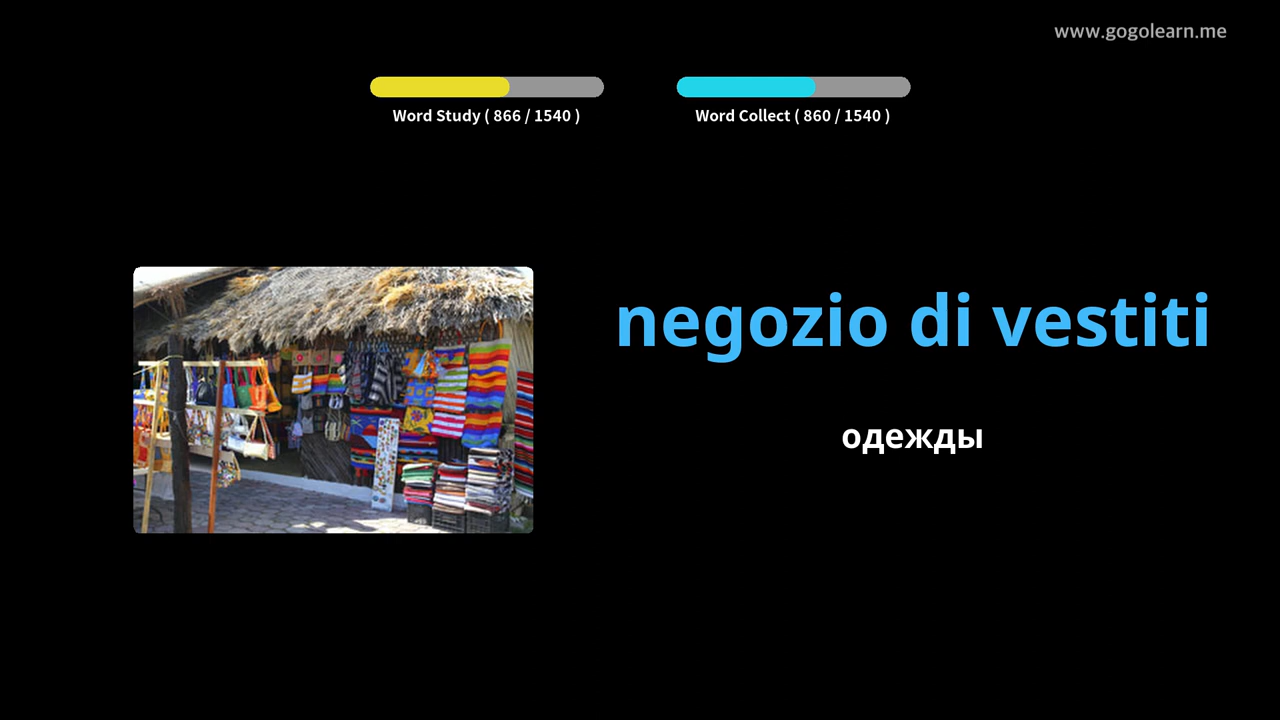 www.gogolearn.me
Word Study ( 866 / 1540 )
Word Collect ( 860 / 1540 )
negozio di vestiti
одежды